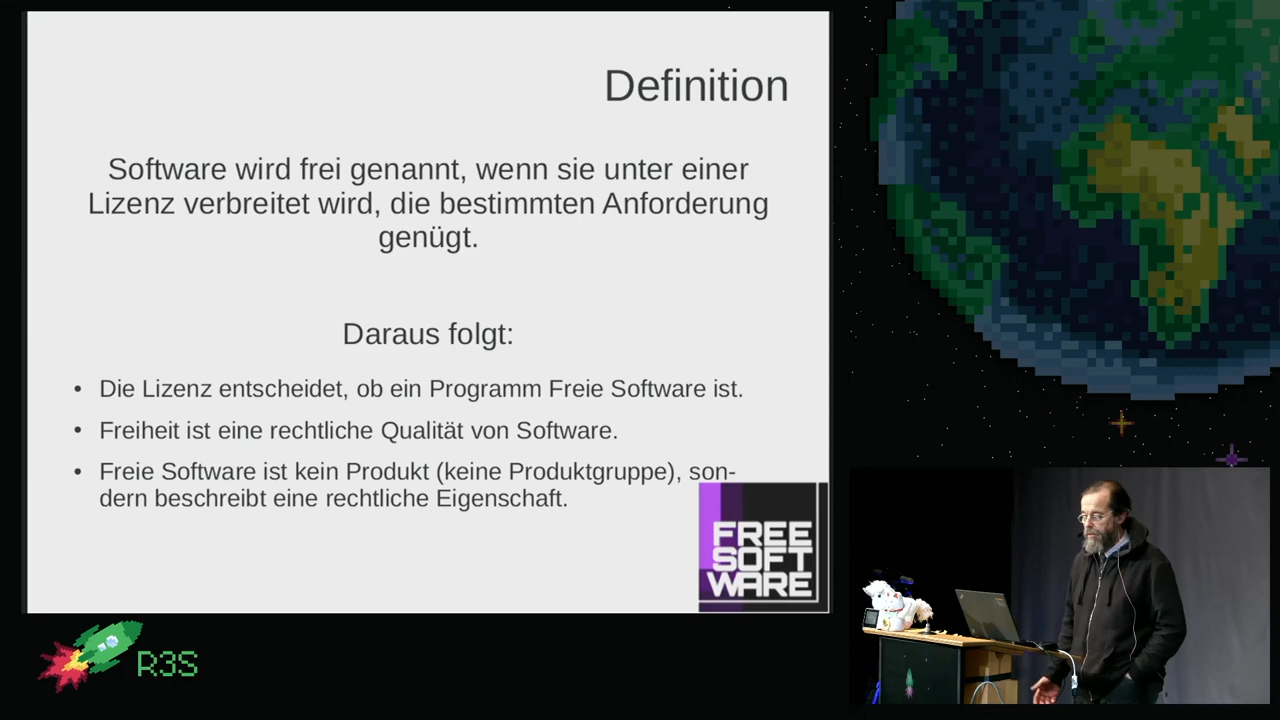 Definition
Software wird frei genannt, wenn sie unter einer
Lizenz verbreitet wird, die bestimmten Anforderung
genügt.
Daraus folgt:
• Die Lizenz entscheidet, ob ein Programm Freie Software ist.
• Freiheit ist eine rechtliche Qualität von Software.
• Freie Software ist kein Produkt (keine Produktgruppe), son-
dern beschreibt eine rechtliche Eigenschaft.
FREE
SOFT
WARE
R3S